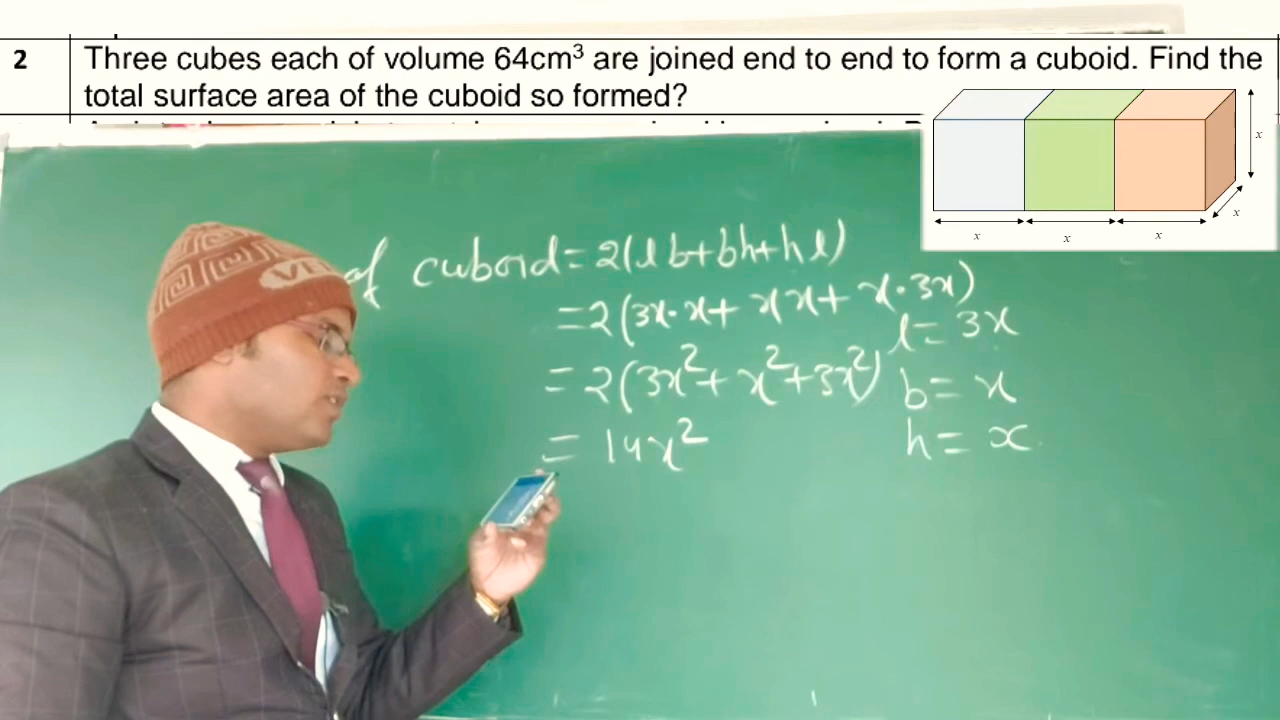 2
Three cubes each of volume 64cm³ are joined end to end to form a cuboid. Find the
total surface area of the cuboid so formed?
x
x
x
x
x
of cuboid = 2(lb+bh+hl)
= 2(3x·x+ x x+ x·3x)
= 2(3x²+ x²+3x²)
= 14x²
l = 3x
b = x
h = x